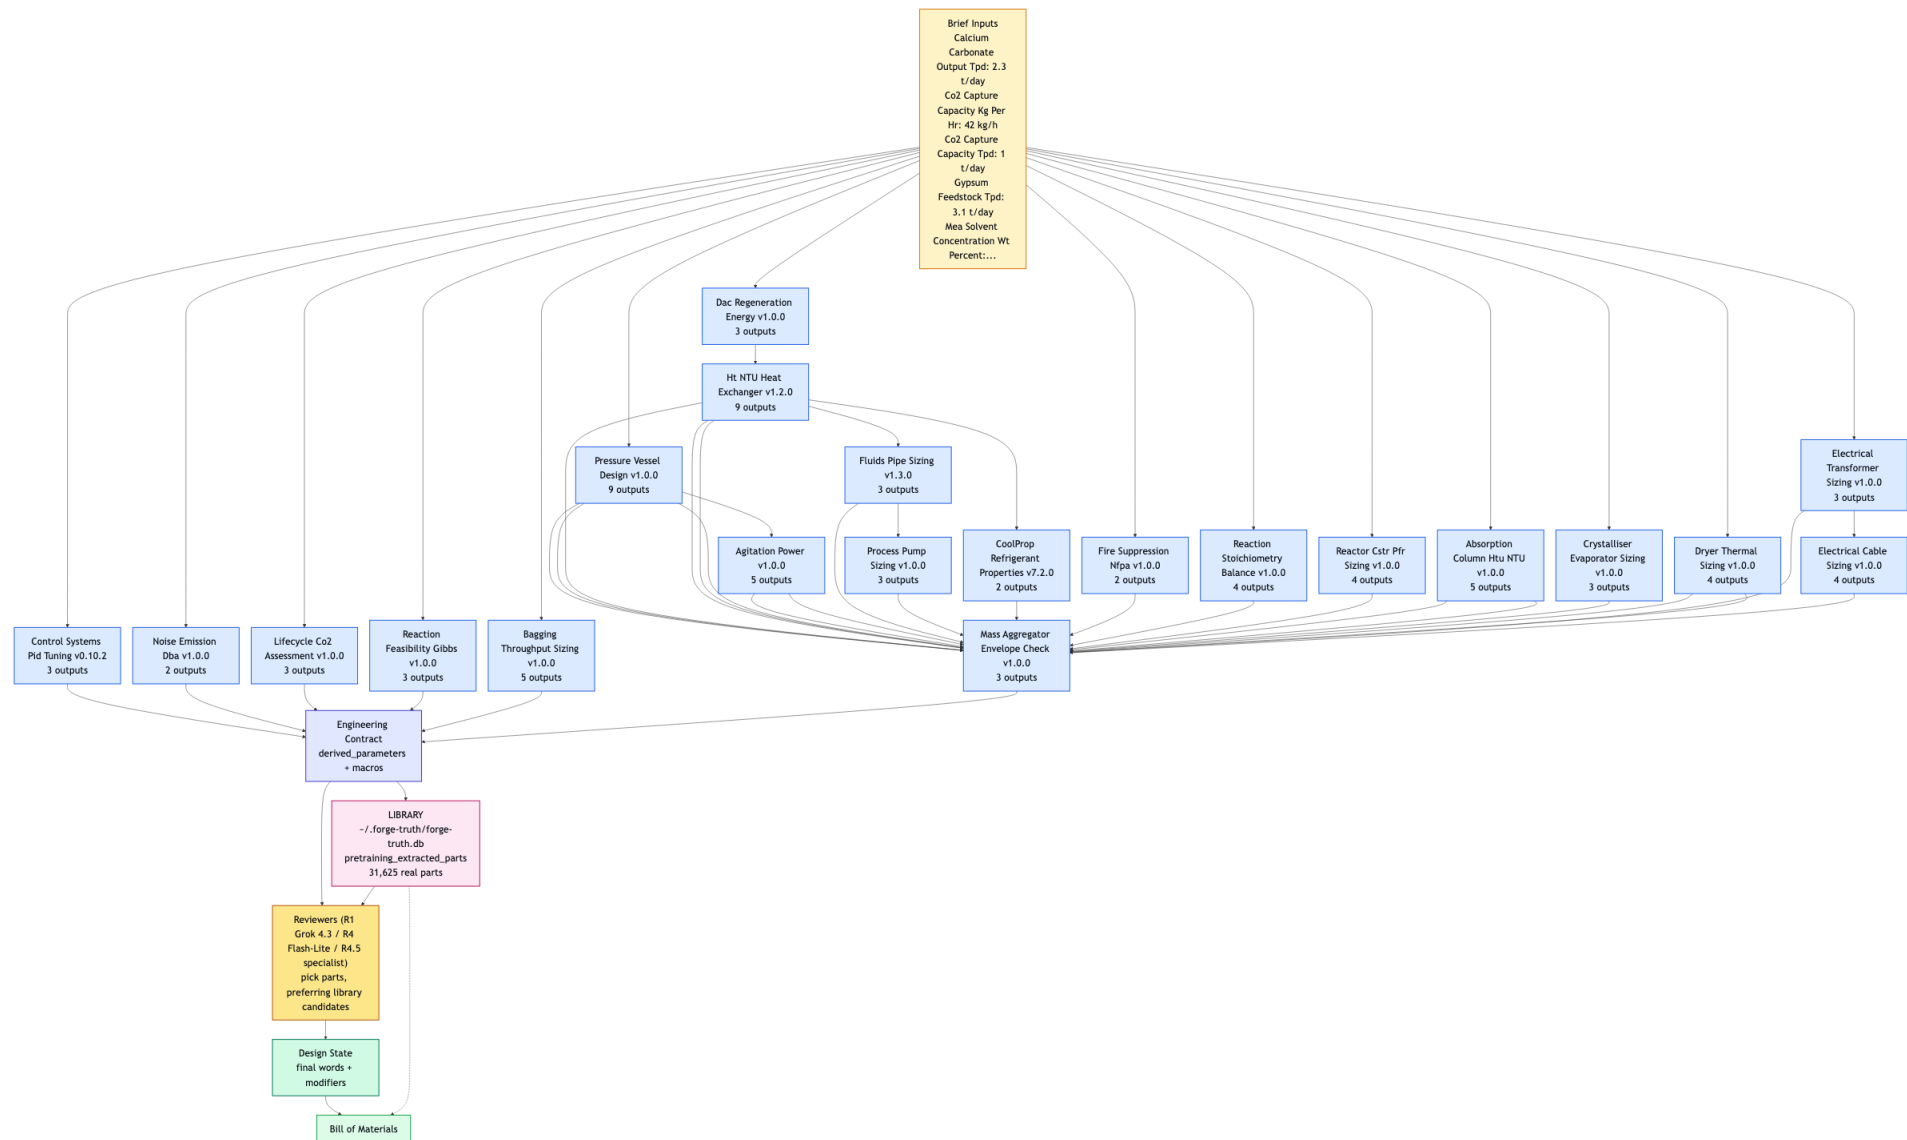 Brief Inputs
Calcium
Carbonate
Output Tpd: 2.3
t/day
Co2 Capture
Capacity Kg Per
Hr: 42 kg/h
Co2 Capture
Capacity Tpd: 1
t/day
Gypsum
Feedstock Tpd:
3.1 t/day
Mea Solvent
Concentration Wt
Percent:...
Dac Regeneration
Energy v1.0.0
3 outputs
Ht NTU Heat
Exchanger v1.2.0
9 outputs
Pressure Vessel
Design v1.0.0
9 outputs
Fluids Pipe Sizing
v1.3.0
3 outputs
Electrical
Transformer
Sizing v1.0.0
3 outputs
Agitation Power
v1.0.0
5 outputs
Process Pump
Sizing v1.0.0
3 outputs
CoolProp
Refrigerant
Properties v7.2.0
2 outputs
Fire Suppression
Nfpa v1.0.0
2 outputs
Reaction
Stoichiometry
Balance v1.0.0
4 outputs
Reactor Cstr Pfr
Sizing v1.0.0
4 outputs
Absorption
Column Htu NTU
v1.0.0
5 outputs
Crystalliser
Evaporator Sizing
v1.0.0
3 outputs
Dryer Thermal
Sizing v1.0.0
4 outputs
Electrical Cable
Sizing v1.0.0
4 outputs
Control Systems
Pid Tuning v0.10.2
3 outputs
Noise Emission
Dba v1.0.0
2 outputs
Lifecycle Co2
Assessment v1.0.0
3 outputs
Reaction
Feasibility Gibbs
v1.0.0
3 outputs
Bagging
Throughput Sizing
v1.0.0
5 outputs
Mass Aggregator
Envelope Check
v1.0.0
3 outputs
Engineering
Contract
derived_parameters
+ macros
LIBRARY
~/.forge-truth/forge-
truth.db
pretraining_extracted_parts
31,625 real parts
Reviewers (R1
Grok 4.3 / R4
Flash-Lite / R4.5
specialist)
pick parts,
preferring library
candidates
Design State
final words +
modifiers
Bill of Materials